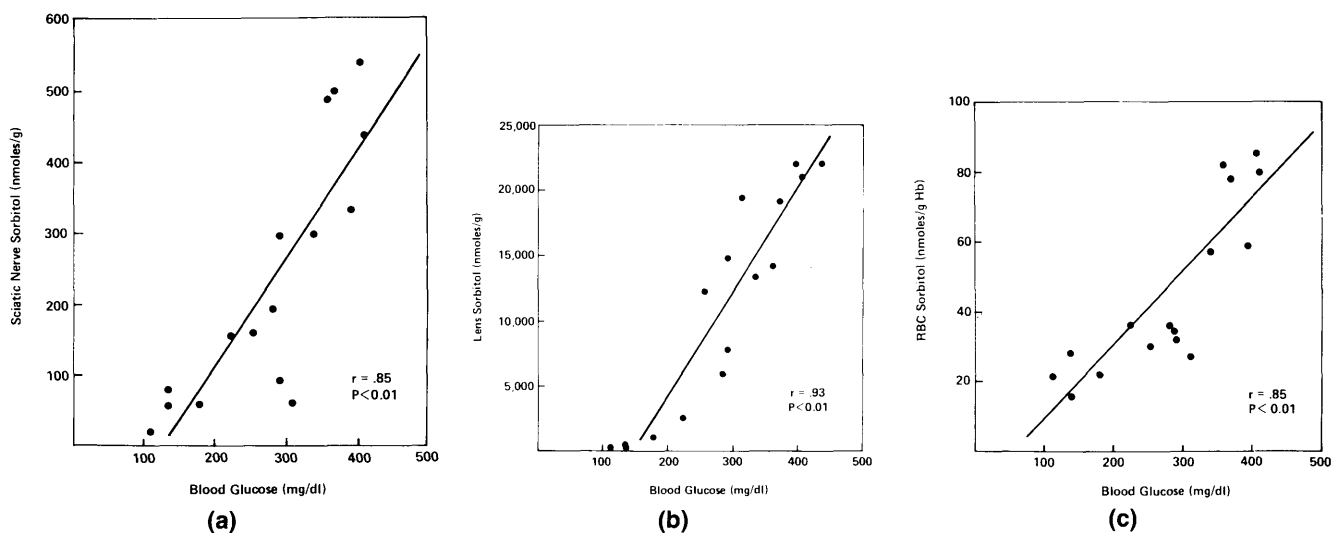 600
500
400
300
200
100
Sciatic Nerve Sorbitol (nmoles/g)
r = .85
P<0.01
100 200 300 400 500
Blood Glucose (mg/dl)
(a)
25,000
20,000
15,000
10,000
5,000
Lens Sorbitol (nmoles/g)
r = .93
P<0.01
100 200 300 400 500
Blood Glucose (mg/dl)
(b)
100
80
60
40
20
RBC Sorbitol (nmoles/g Hb)
r = .85
P< 0.01
100 200 300 400 500
Blood Glucose (mg/dl)
(c)